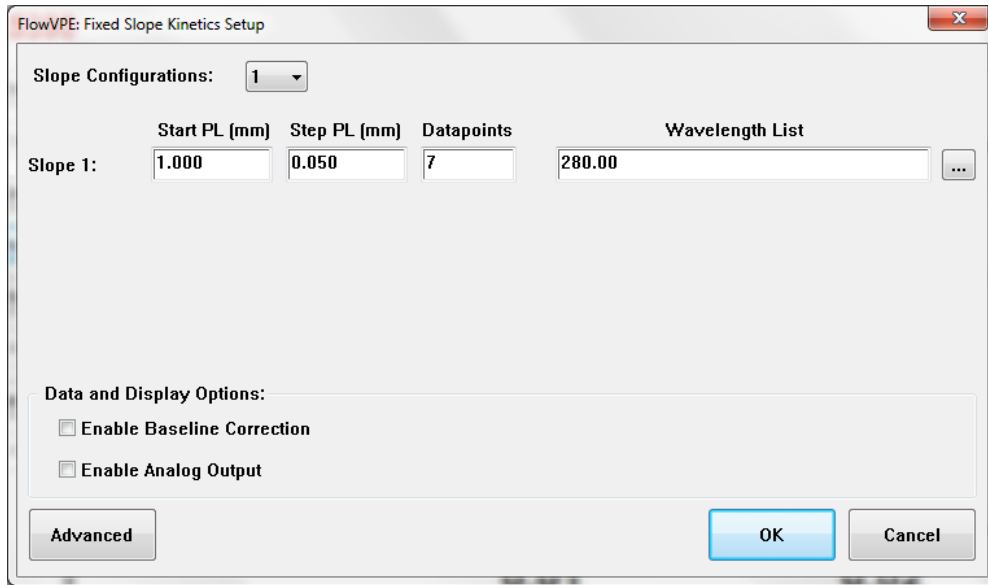 FlowVPE: Fixed Slope Kinetics Setup
Slope Configurations: 1
Start PL (mm) Step PL (mm) Datapoints Wavelength List
Slope 1: 1.000 0.050 7 280.00 ...
Data and Display Options:
Enable Baseline Correction
Enable Analog Output
Advanced OK Cancel